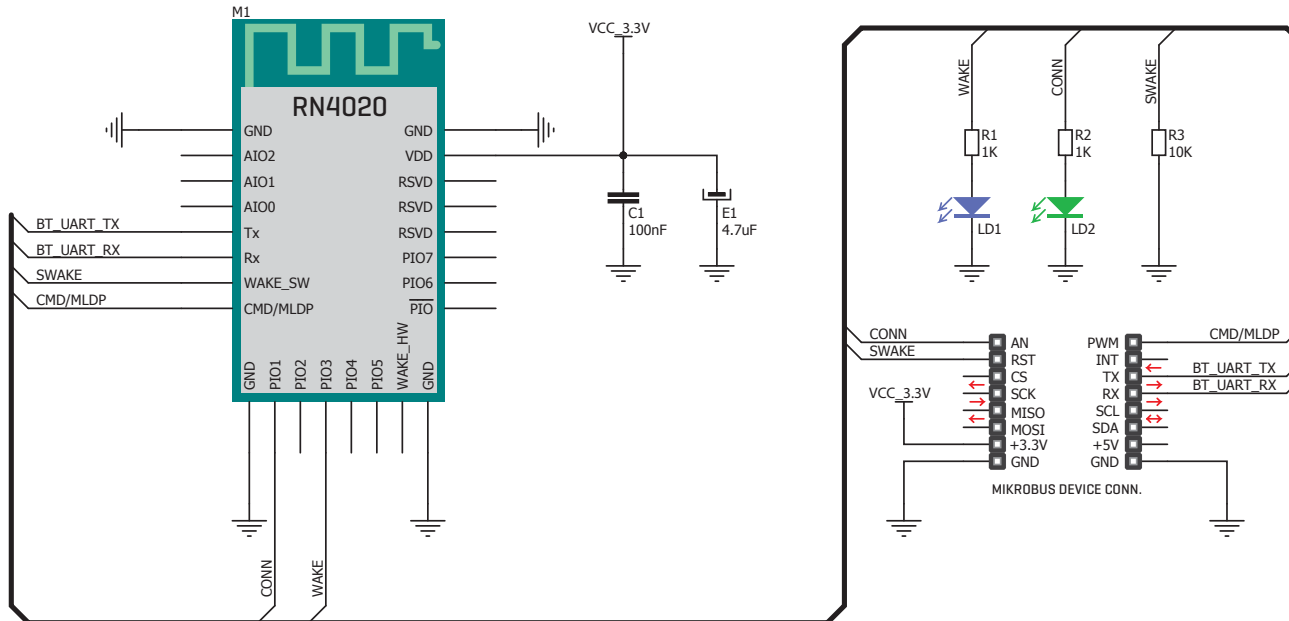 M1
RN4020
GND
AIO2
AIO1
AIO0
Tx
Rx
WAKE_SW
CMD/MLDP
GND
VDD
RSVD
RSVD
RSVD
PIO7
PIO6
PIO
GND
PIO1
PIO2
PIO3
PIO4
PIO5
WAKE_HW
GND
BT_UART_TX
BT_UART_RX
SWAKE
CMD/MLDP
CONN
WAKE
VCC_3.3V
C1
100nF
E1
4.7uF
WAKE
CONN
SWAKE
R1
1K
R2
1K
R3
10K
LD1
LD2
CONN
SWAKE
VCC_3.3V
AN
RST
CS
SCK
MISO
MOSI
+3.3V
GND
PWM
INT
TX
RX
SCL
SDA
+5V
GND
CMD/MLDP
BT_UART_TX
BT_UART_RX
MIKROBUS DEVICE CONN.